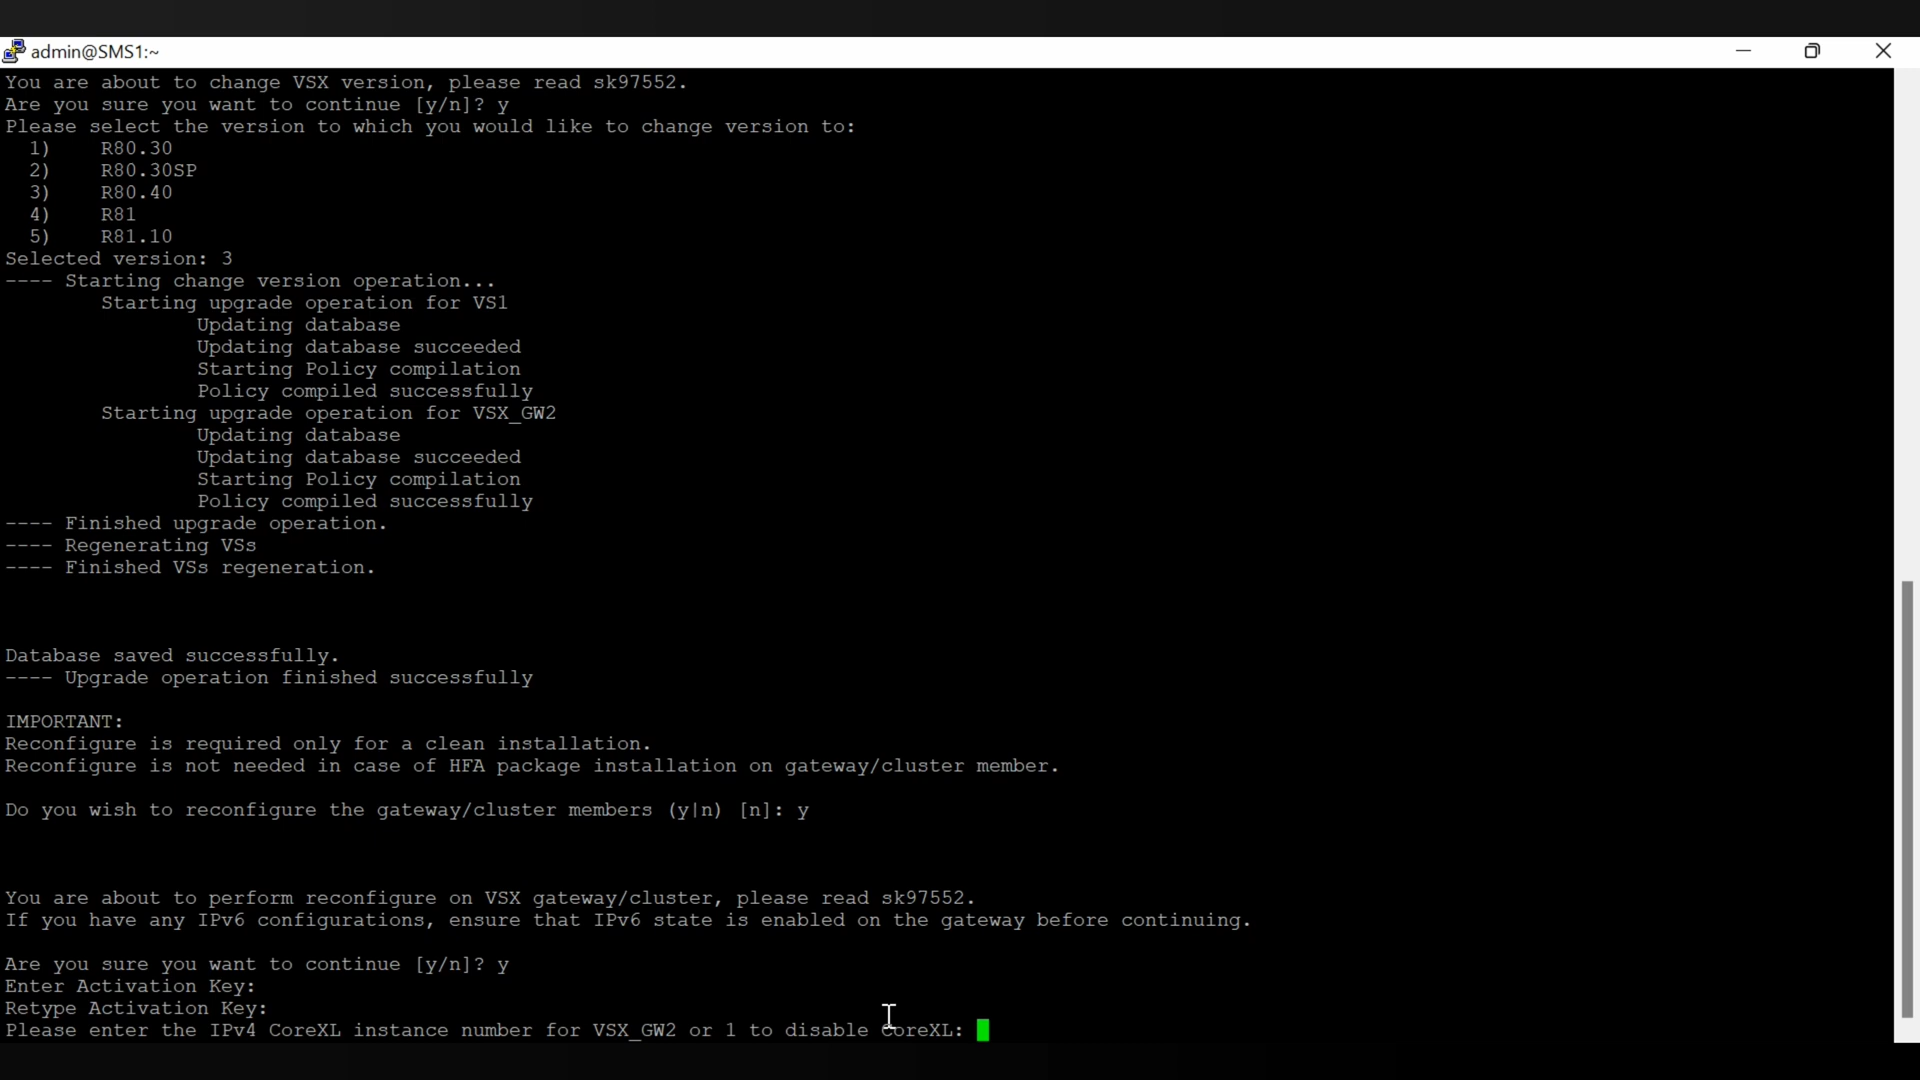 admin@SMS1:~
You are about to change VSX version, please read sk97552.
Are you sure you want to continue [y/n]? y
Please select the version to which you would like to change version to:
1) R80.30
2) R80.30SP
3) R80.40
4) R81
5) R81.10
Selected version: 3
---- Starting change version operation...
Starting upgrade operation for VS1
Updating database
Updating database succeeded
Starting Policy compilation
Policy compiled successfully
Starting upgrade operation for VSX_GW2
Updating database
Updating database succeeded
Starting Policy compilation
Policy compiled successfully
---- Finished upgrade operation.
---- Regenerating VSs
---- Finished VSs regeneration.
Database saved successfully.
---- Upgrade operation finished successfully
IMPORTANT:
Reconfigure is required only for a clean installation.
Reconfigure is not needed in case of HFA package installation on gateway/cluster member.
Do you wish to reconfigure the gateway/cluster members (y|n) [n]: y
You are about to perform reconfigure on VSX gateway/cluster, please read sk97552.
If you have any IPv6 configurations, ensure that IPv6 state is enabled on the gateway before continuing.
Are you sure you want to continue [y/n]? y
Enter Activation Key:
Retype Activation Key:
Please enter the IPv4 CoreXL instance number for VSX_GW2 or 1 to disable CoreXL: